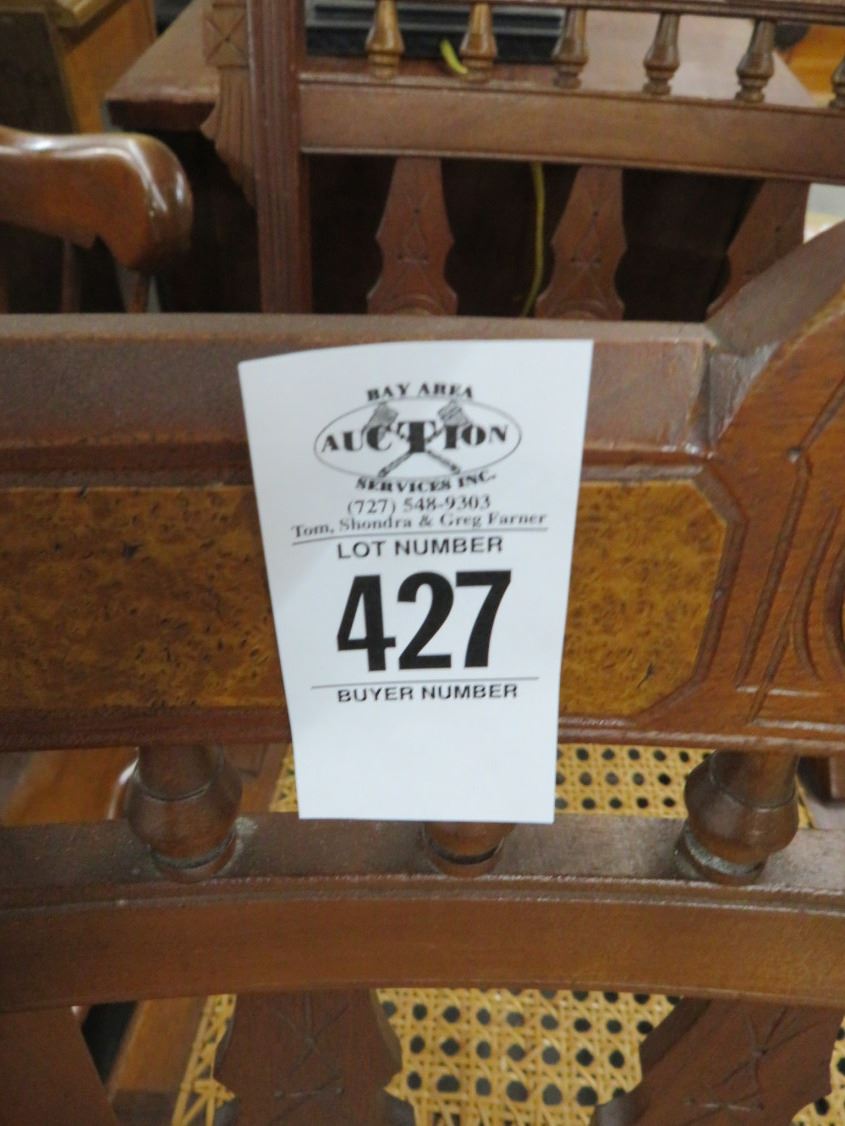 BAY AREA
AUCTION
SERVICES INC.
(727) 548-9303
Tom, Shondra & Greg Farner
LOT NUMBER
427
BUYER NUMBER